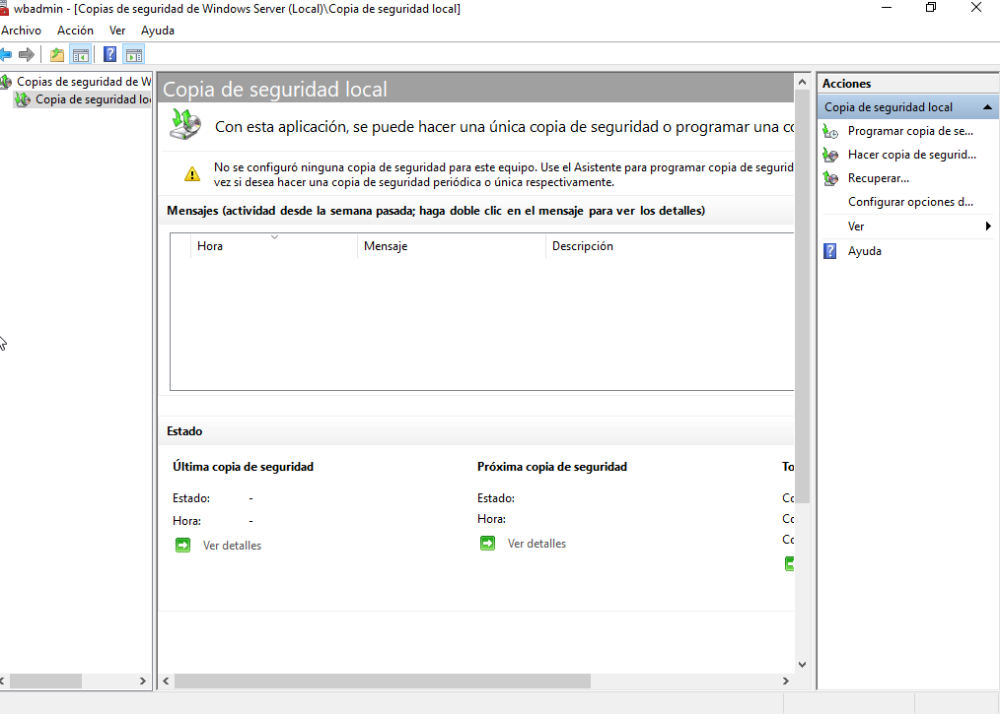 wbadmin - [Copias de seguridad de Windows Server (Local)\Copia de seguridad local]
Archivo Acción Ver Ayuda
Copias de seguridad de W
Copia de seguridad lo
Copia de seguridad local
Con esta aplicación, se puede hacer una única copia de seguridad o programar una co
No se configuró ninguna copia de seguridad para este equipo. Use el Asistente para programar copia de segurid
vez si desea hacer una copia de seguridad periódica o única respectivamente.
Mensajes (actividad desde la semana pasada; haga doble clic en el mensaje para ver los detalles)
Hora Mensaje Descripción
Estado
Última copia de seguridad
Estado: -
Hora: -
Ver detalles
Próxima copia de seguridad
Estado:
Hora:
Ver detalles
To
Co
Co
Co
Acciones
Copia de seguridad local
Programar copia de se...
Hacer copia de segurid...
Recuperar...
Configurar opciones d...
Ver
Ayuda